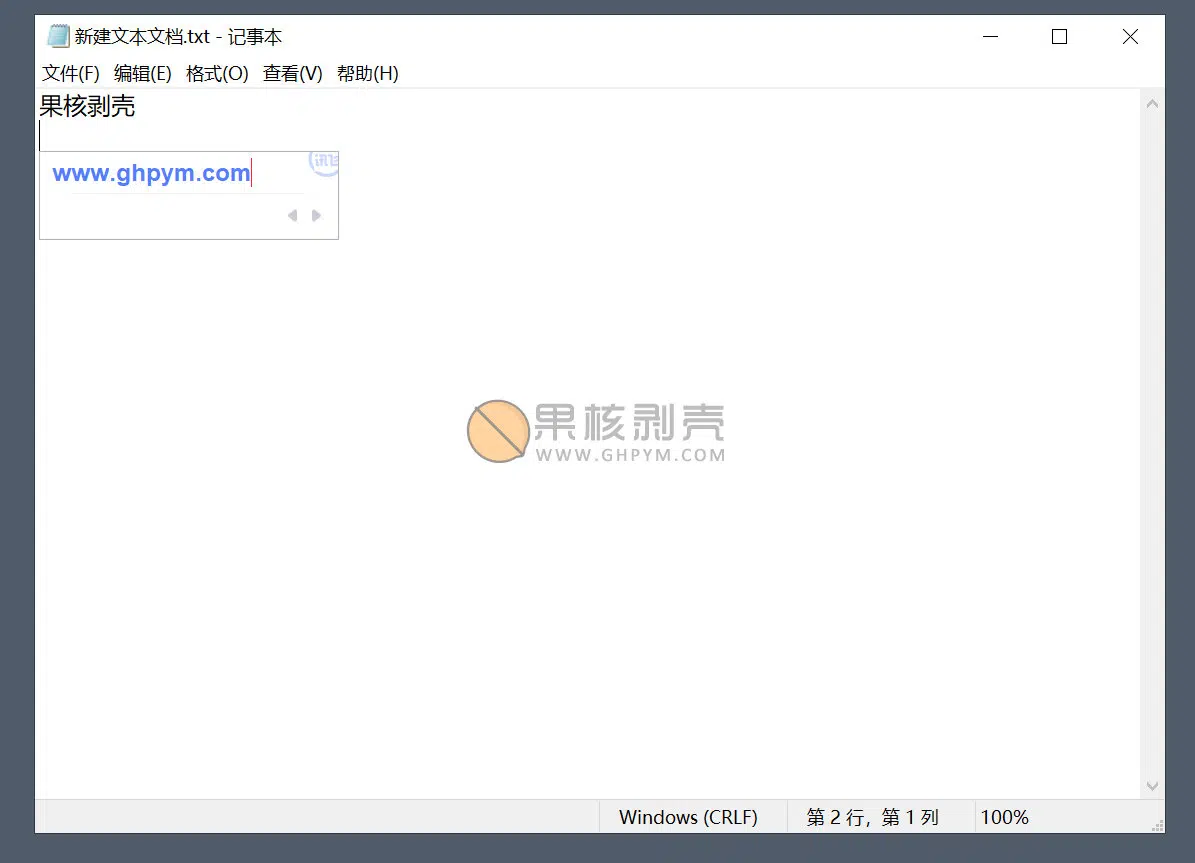 新建文本文档.txt - 记事本
文件(F) 编辑(E) 格式(O) 查看(V) 帮助(H)
果核剥壳
www.ghpym.com
果核剥壳
WWW.GHPYM.COM
Windows (CRLF) 第 2 行，第 1 列 100%